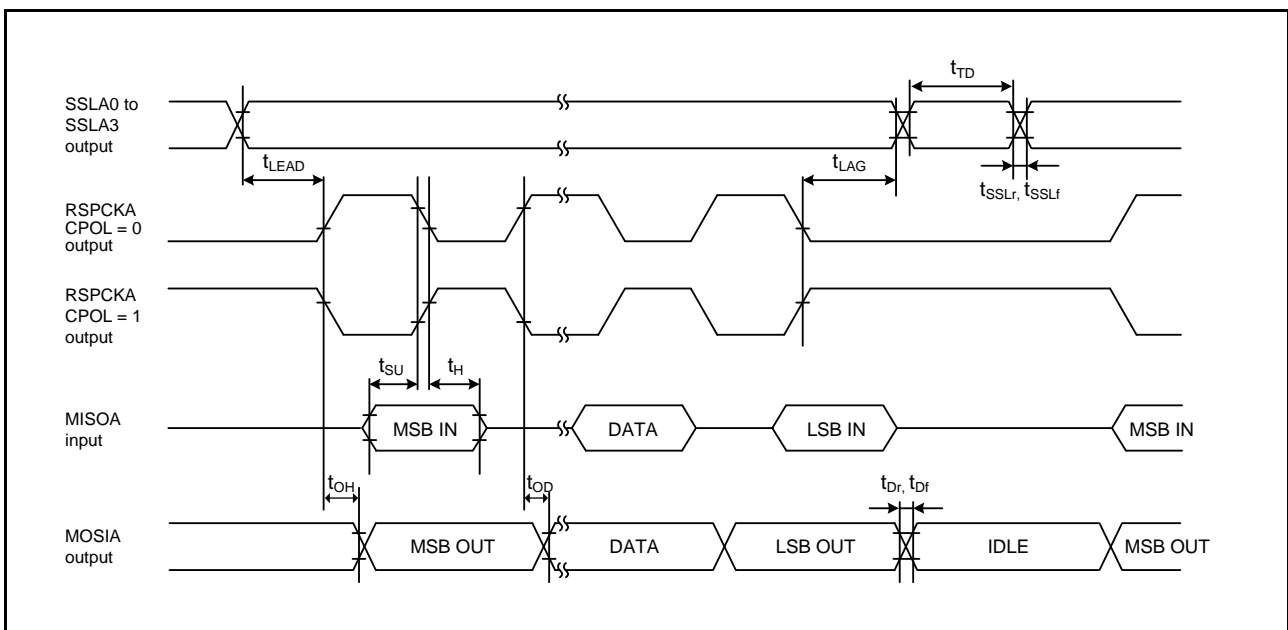 SSLA0 to
SSLA3
output
tTD
tLEAD
tLAG
tSSLr, tSSLf
RSPCKA
CPOL = 0
output
RSPCKA
CPOL = 1
output
tSU
tH
MISOA
input
MSB IN
DATA
LSB IN
MSB IN
tOH
tOD
tDr, tDf
MOSIA
output
MSB OUT
DATA
LSB OUT
IDLE
MSB OUT